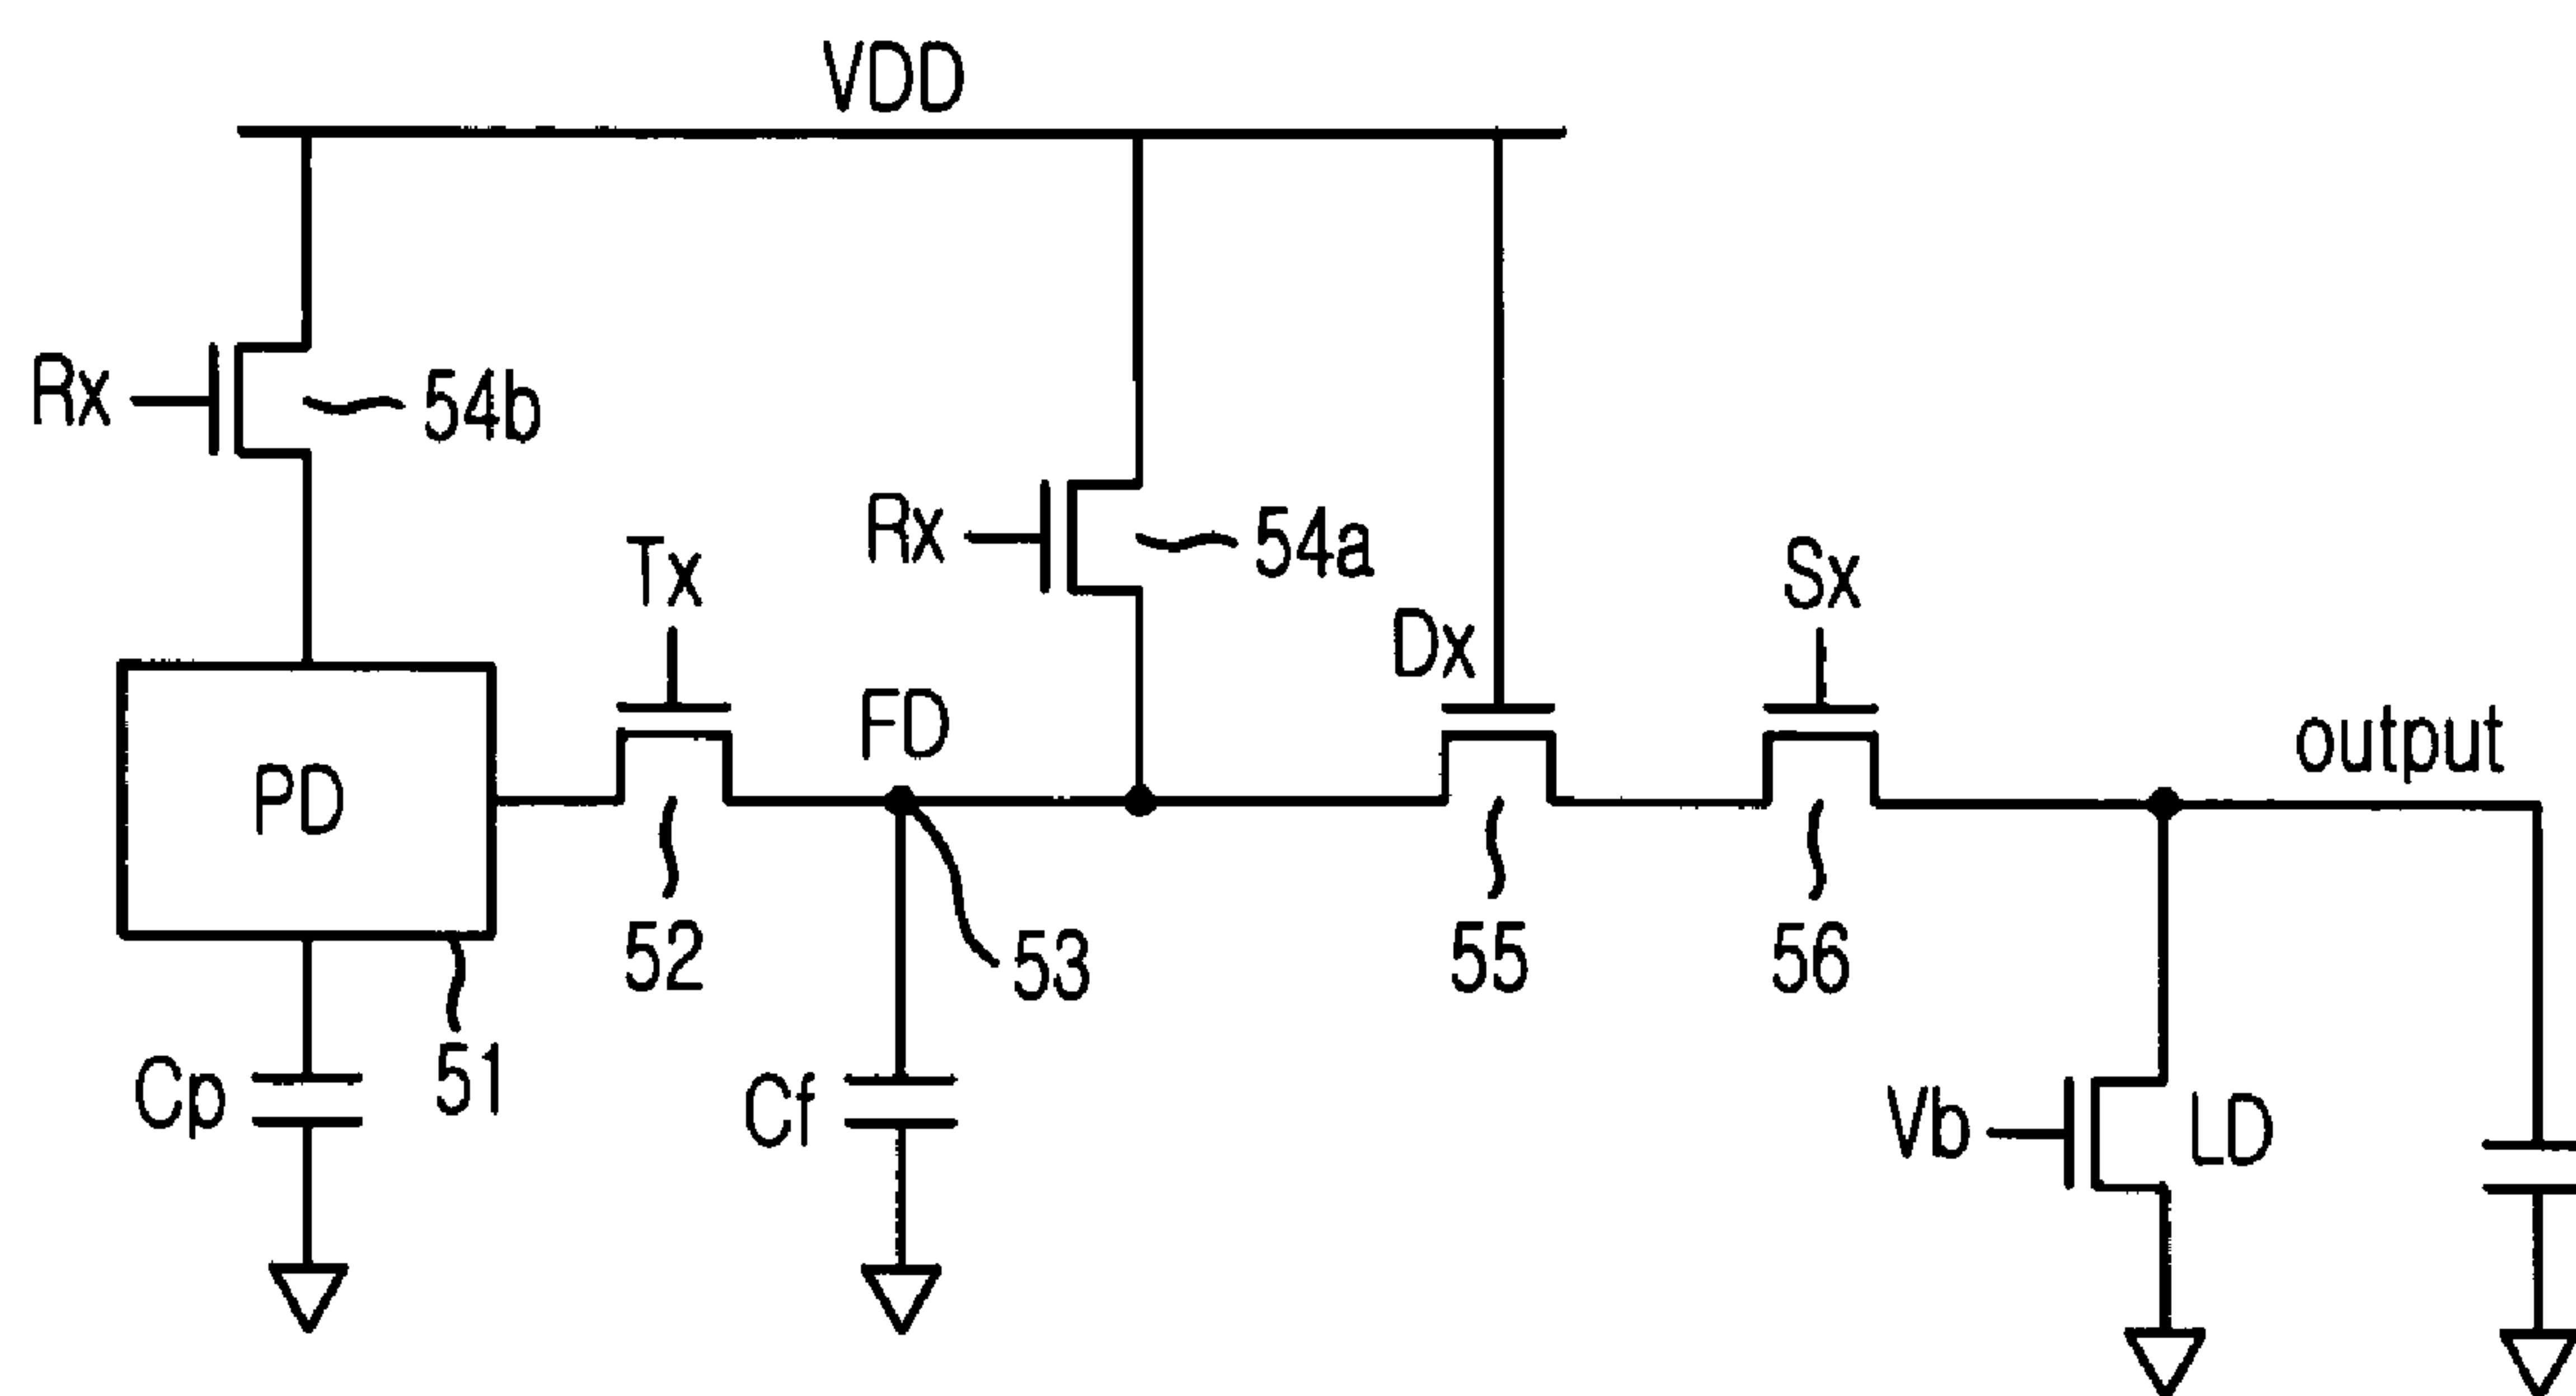 VDD
Rx
54b
Rx
54a
Tx
Sx
Dx
FD
output
PD
52
53
55
56
51
Cp
Cf
Vb
LD